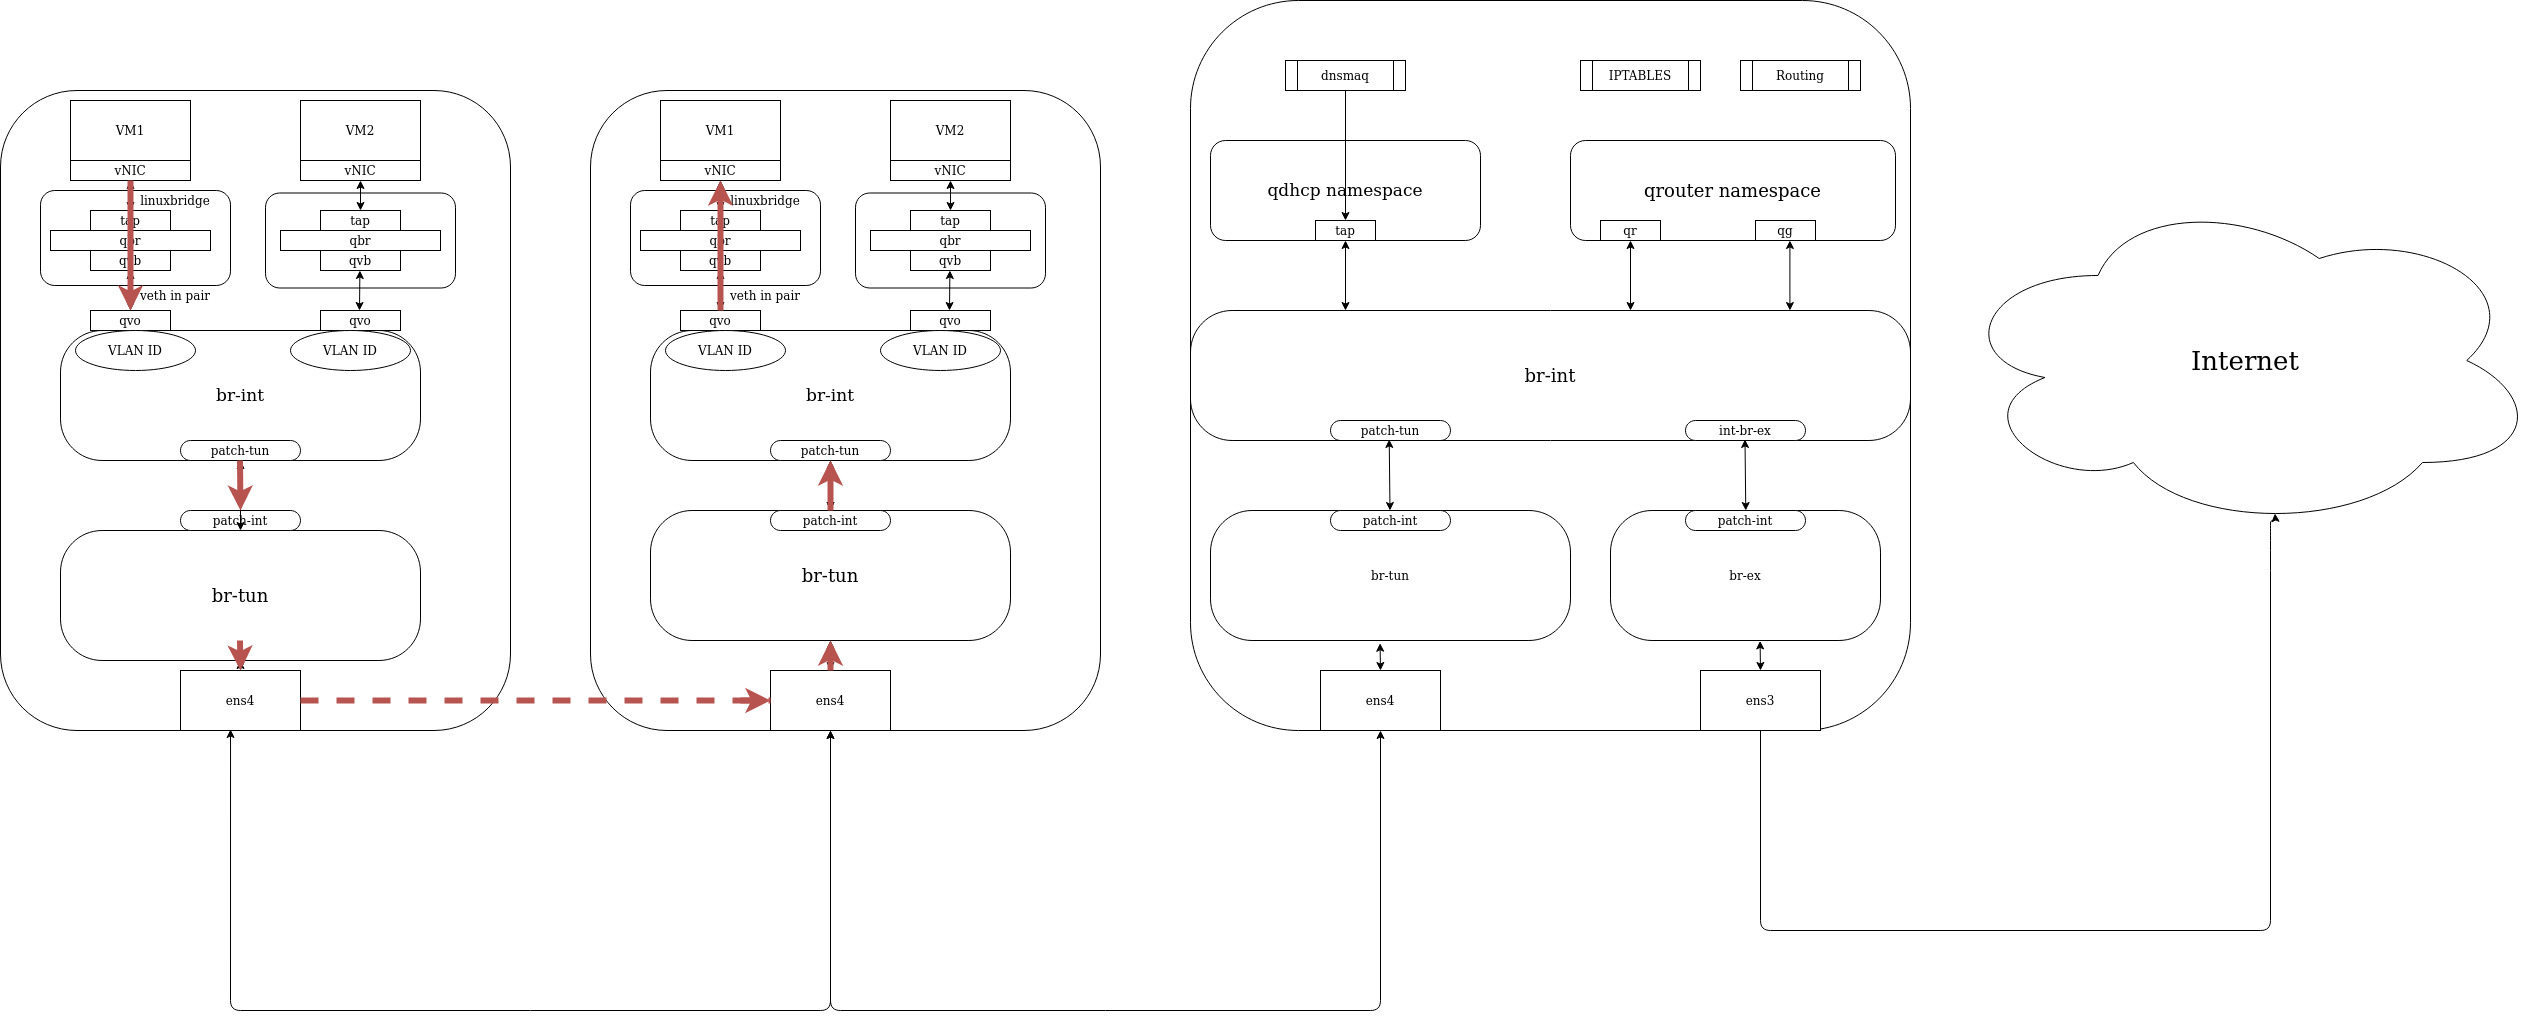 VM1
vNIC
linuxbridge
tap
qbr
qvb
veth in pair
qvo
VLAN ID
VM2
vNIC
tap
qbr
qvb
qvo
VLAN ID
br-int
patch-tun
patch-int
br-tun
ens4
VM1
vNIC
linuxbridge
tap
qbr
qvb
veth in pair
qvo
VLAN ID
VM2
vNIC
tap
qbr
qvb
qvo
VLAN ID
br-int
patch-tun
patch-int
br-tun
ens4
dnsmaq
IPTABLES
Routing
qdhcp namespace
tap
qrouter namespace
qr
qg
br-int
patch-tun
int-br-ex
patch-int
br-tun
patch-int
br-ex
ens4
ens3
Internet